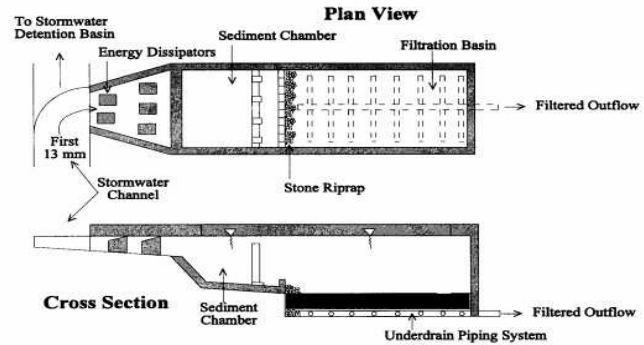 Plan View
To Stormwater
Detention Basin
Energy Dissipators
Sediment Chamber
Filtration Basin
Filtered Outflow
First
13 mm
Stormwater
Channel
Stone Riprap
Cross Section
Sediment
Chamber
Filtered Outflow
Underdrain Piping System